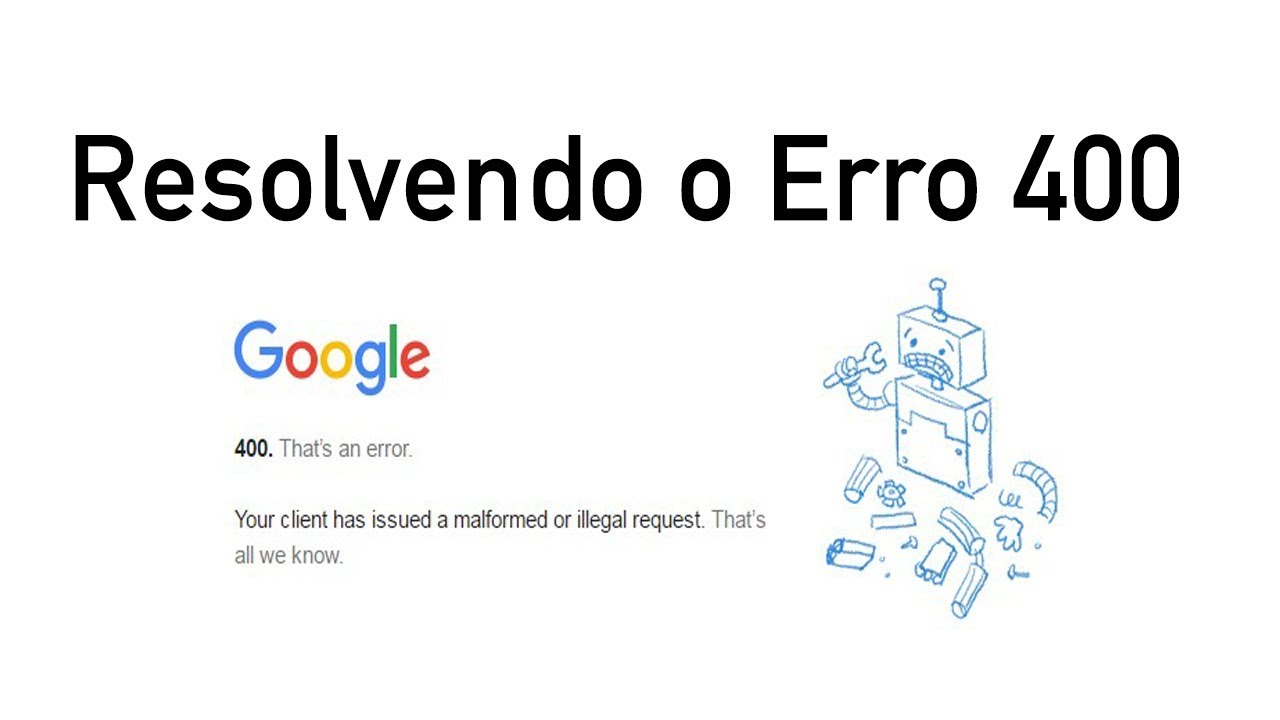 Resolvendo o Erro 400
Google
400. That's an error.
Your client has issued a malformed or illegal request. That's
all we know.